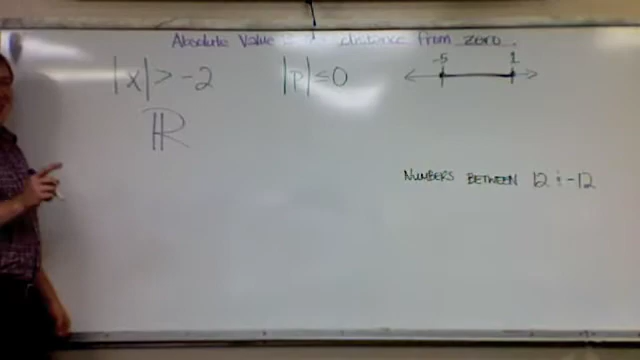 Absolute Value distance from zero.
|x| > -2
|p| ≤ 0
-5 1
ℝ
NUMBERS BETWEEN 12 : -12